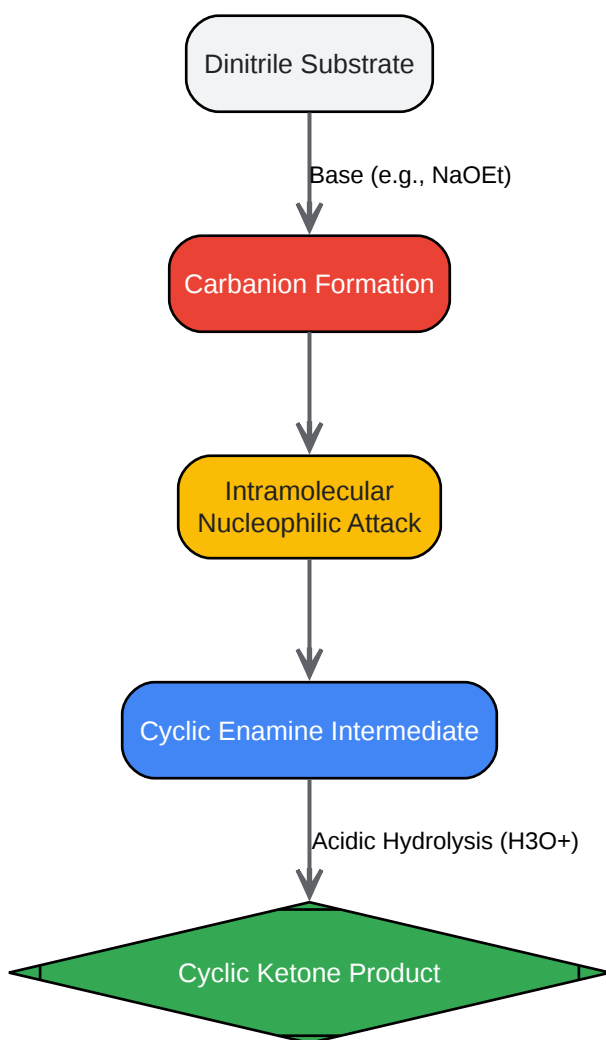 Dinitrile Substrate
Base (e.g., NaOEt)
Carbanion Formation
Intramolecular
Nucleophilic Attack
Cyclic Enamine Intermediate
Acidic Hydrolysis (H3O+)
Cyclic Ketone Product